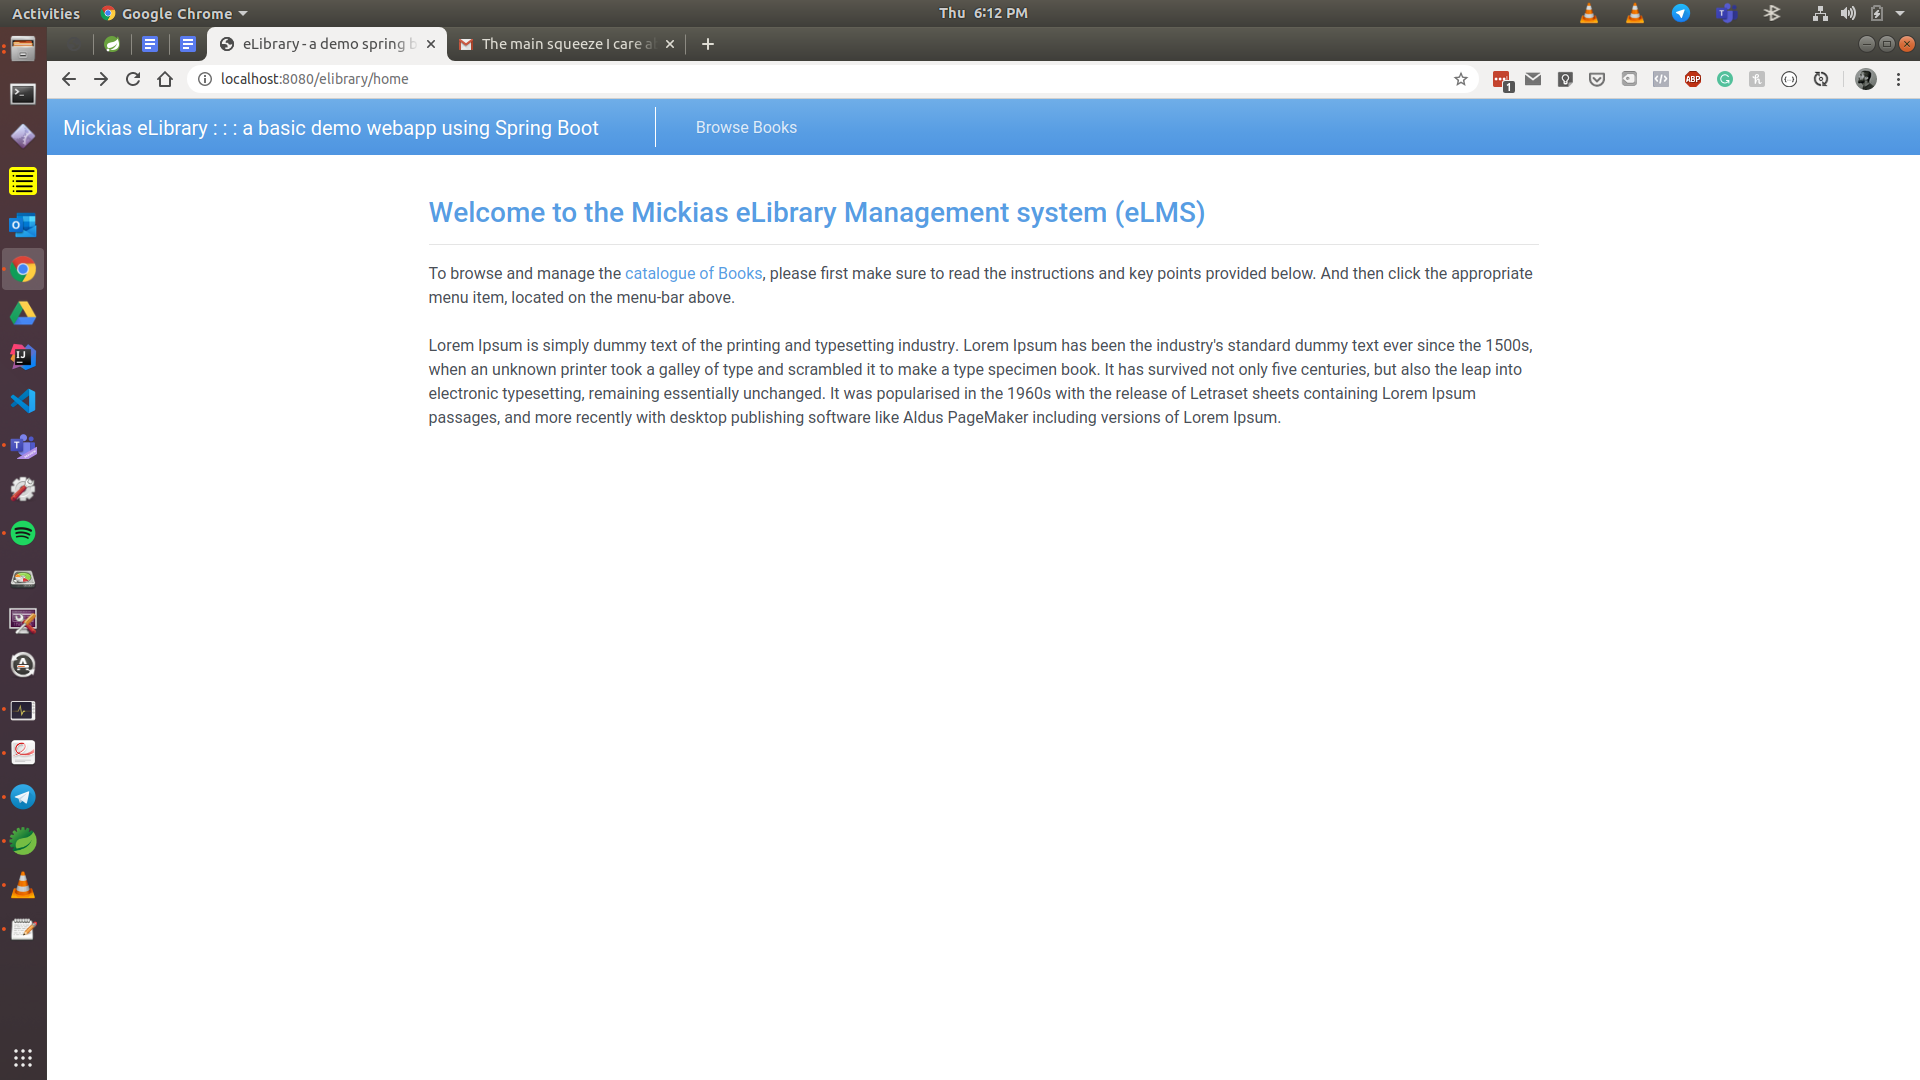 Activities Google Chrome Thu 6:12 PM
eLibrary - a demo spring The main squeeze I care
localhost:8080/elibrary/home 1 ABP
Mickias eLibrary : : : a basic demo webapp using Spring Boot Browse Books
Welcome to the Mickias eLibrary Management system (eLMS)
To browse and manage the catalogue of Books, please first make sure to read the instructions and key points provided below. And then click the appropriate
menu item, located on the menu-bar above.
Lorem Ipsum is simply dummy text of the printing and typesetting industry. Lorem Ipsum has been the industry's standard dummy text ever since the 1500s,
when an unknown printer took a galley of type and scrambled it to make a type specimen book. It has survived not only five centuries, but also the leap into
electronic typesetting, remaining essentially unchanged. It was popularised in the 1960s with the release of Letraset sheets containing Lorem Ipsum
passages, and more recently with desktop publishing software like Aldus PageMaker including versions of Lorem Ipsum.